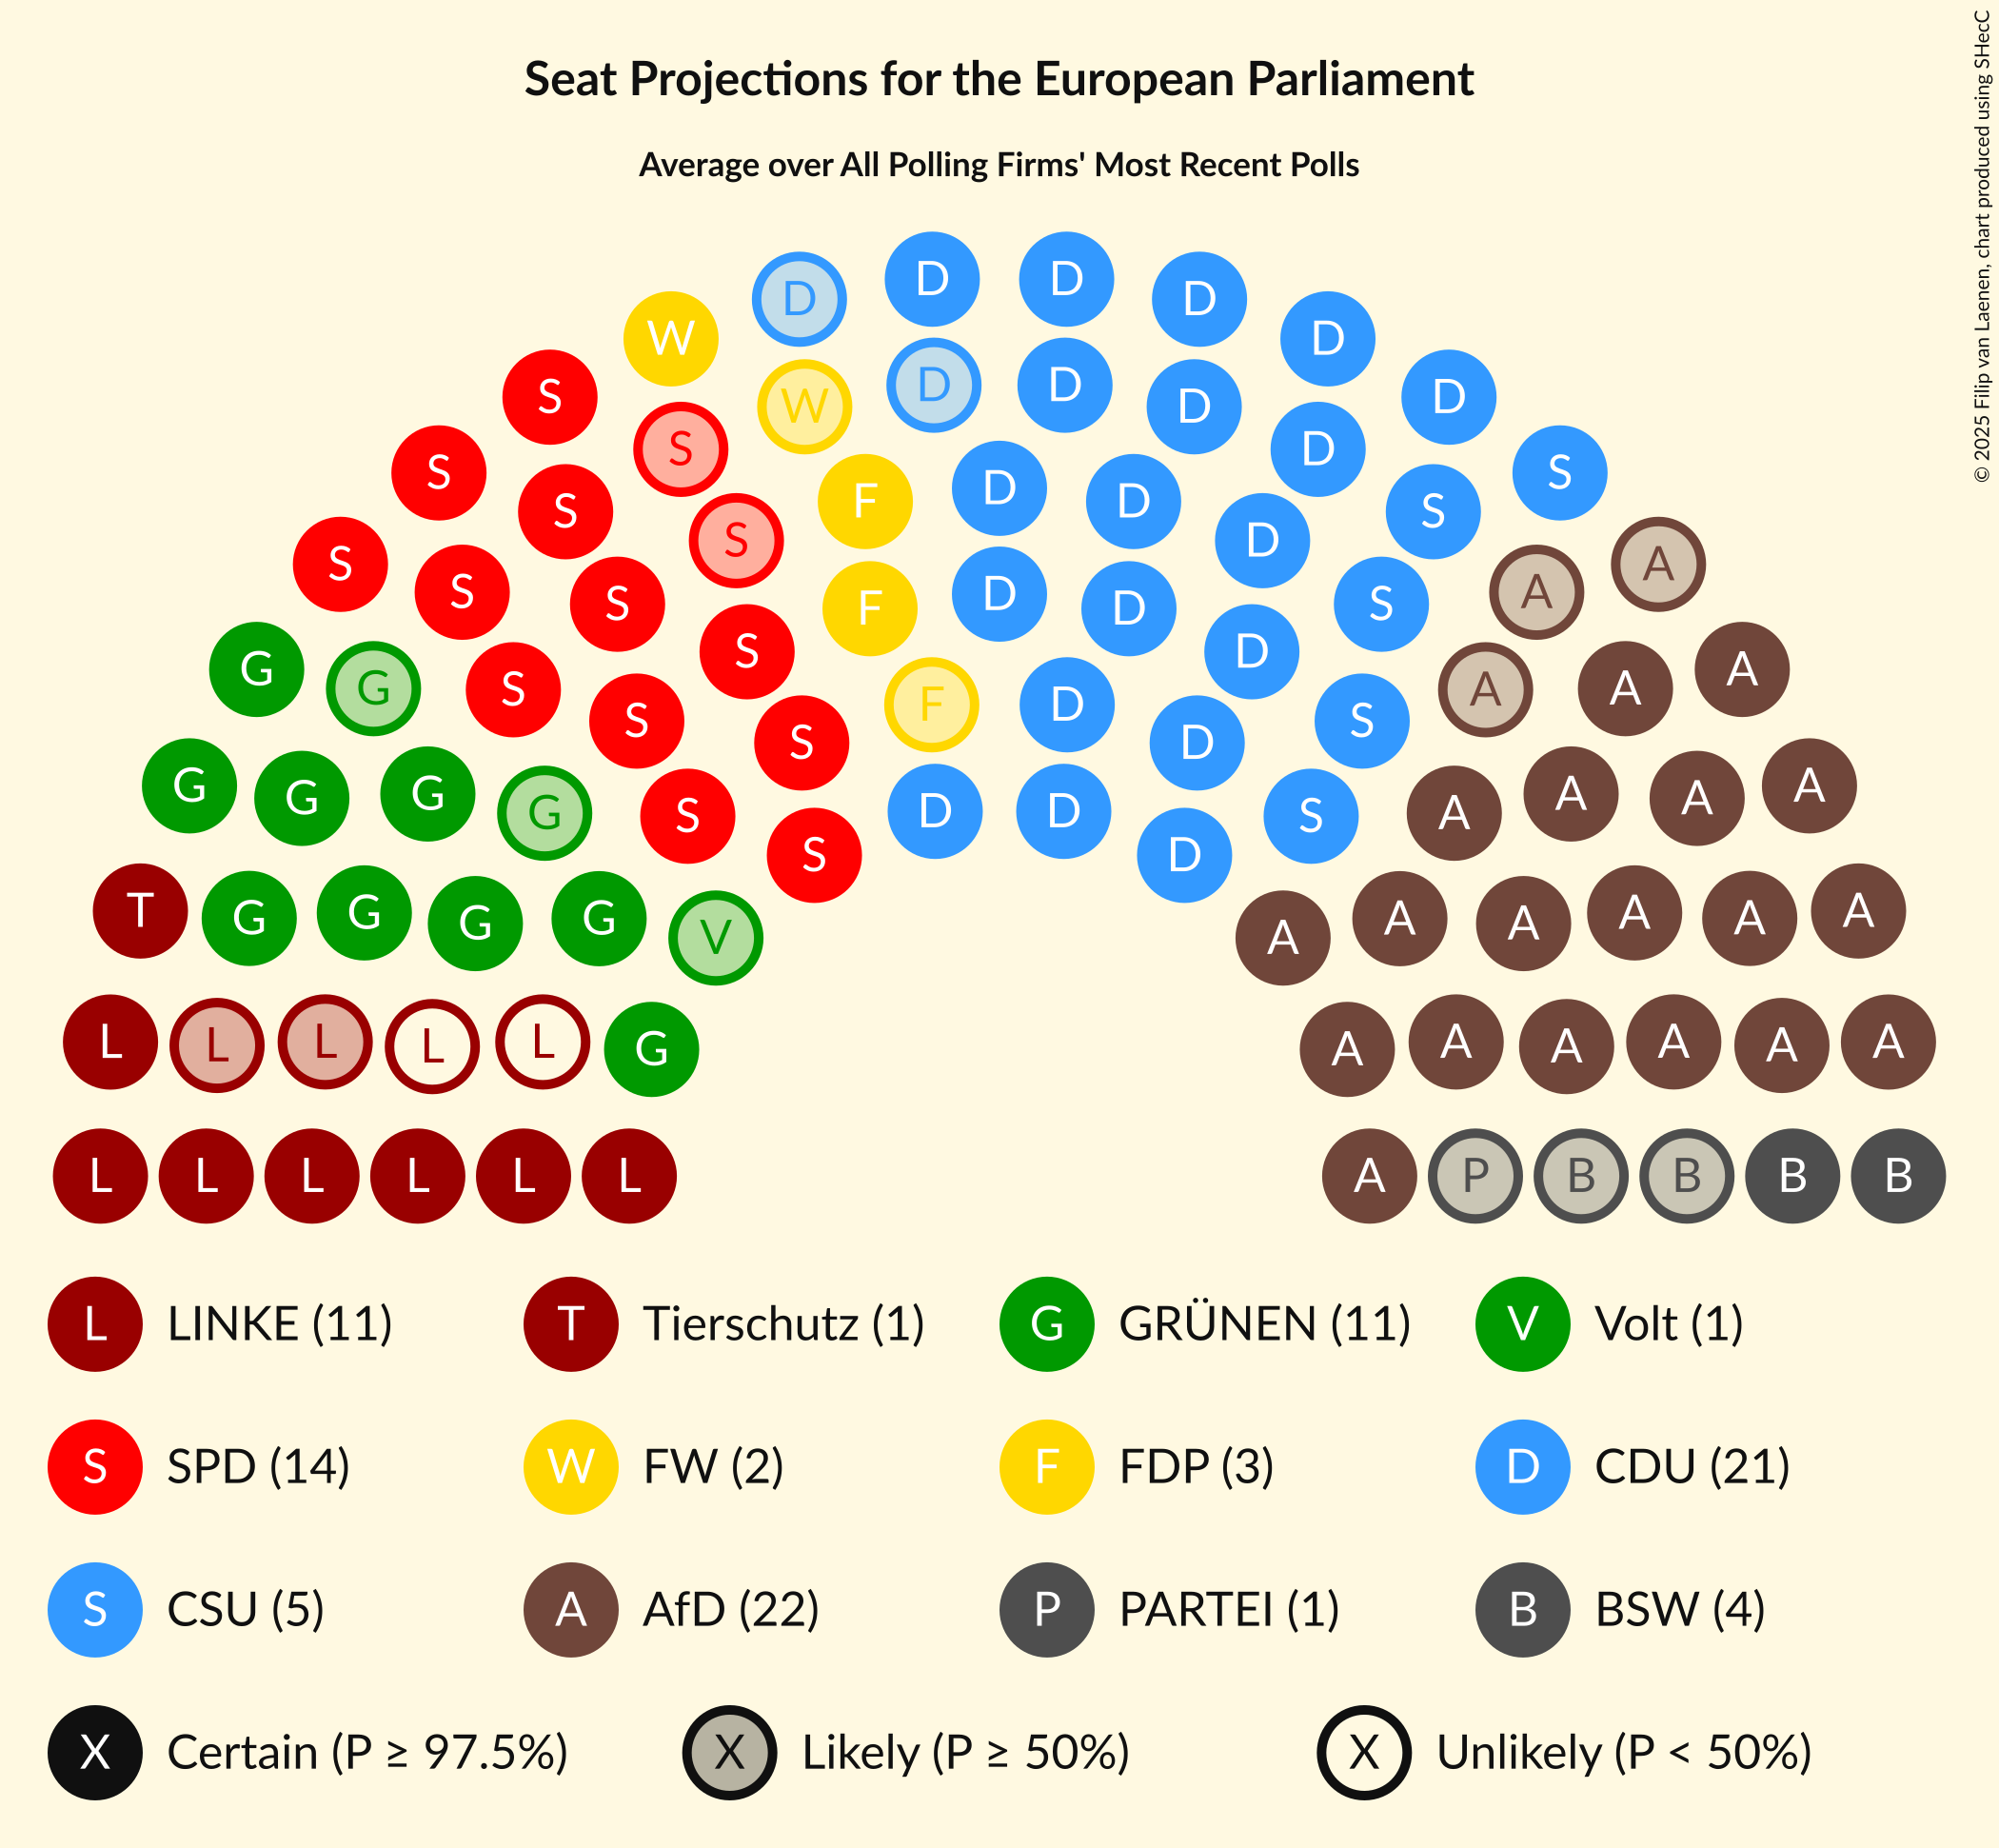 © 2025 Filip van Laenen, chart produced using SHecC
Seat Projections for the European Parliament
Average over All Polling Firms' Most Recent Polls
D D
D D
W D
D D
S D
W D
S D
S S
D
F D
S S
S D
S A
S D A
S F D S
S D
G A
G S A A
F D
S S
S D
G G G A A A
G S D D S A
S D
T G G G G V A A A A A A
L L L L L G A A A A A A
L L L L L L A P B B B B
L LINKE (11) T Tierschutz (1) G GRÜNEN (11) V Volt (1)
S SPD (14) W FW (2) F FDP (3) D CDU (21)
S CSU (5) A AfD (22) P PARTEI (1) B BSW (4)
X Certain (P ≥ 97.5%) X Likely (P ≥ 50%) X Unlikely (P < 50%)